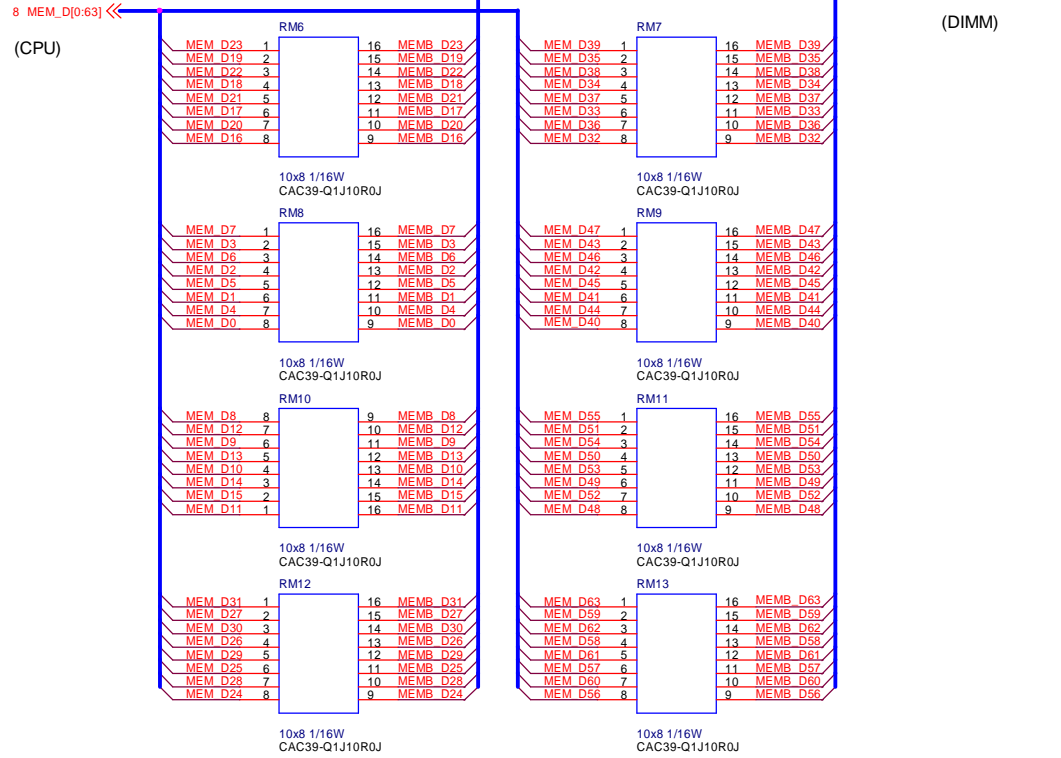 8 MEM_D[0:63]
(CPU)
(DIMM)
RM6
MEM_D23 1 16 MEMB_D23
MEM_D19 2 15 MEMB_D19
MEM_D22 3 14 MEMB_D22
MEM_D18 4 13 MEMB_D18
MEM_D21 5 12 MEMB_D21
MEM_D17 6 11 MEMB_D17
MEM_D20 7 10 MEMB_D20
MEM_D16 8 9 MEMB_D16
10x8 1/16W
CAC39-Q1J10R0J
RM7
MEM_D39 1 16 MEMB_D39
MEM_D35 2 15 MEMB_D35
MEM_D38 3 14 MEMB_D38
MEM_D34 4 13 MEMB_D34
MEM_D37 5 12 MEMB_D37
MEM_D33 6 11 MEMB_D33
MEM_D36 7 10 MEMB_D36
MEM_D32 8 9 MEMB_D32
10x8 1/16W
CAC39-Q1J10R0J
RM8
MEM_D7 1 16 MEMB_D7
MEM_D3 2 15 MEMB_D3
MEM_D6 3 14 MEMB_D6
MEM_D2 4 13 MEMB_D2
MEM_D5 5 12 MEMB_D5
MEM_D1 6 11 MEMB_D1
MEM_D4 7 10 MEMB_D4
MEM_D0 8 9 MEMB_D0
10x8 1/16W
CAC39-Q1J10R0J
RM9
MEM_D47 1 16 MEMB_D47
MEM_D43 2 15 MEMB_D43
MEM_D46 3 14 MEMB_D46
MEM_D42 4 13 MEMB_D42
MEM_D45 5 12 MEMB_D45
MEM_D41 6 11 MEMB_D41
MEM_D44 7 10 MEMB_D44
MEM_D40 8 9 MEMB_D40
10x8 1/16W
CAC39-Q1J10R0J
RM10
MEM_D8 8 9 MEMB_D8
MEM_D12 7 10 MEMB_D12
MEM_D9 6 11 MEMB_D9
MEM_D13 5 12 MEMB_D13
MEM_D10 4 13 MEMB_D10
MEM_D14 3 14 MEMB_D14
MEM_D15 2 15 MEMB_D15
MEM_D11 1 16 MEMB_D11
10x8 1/16W
CAC39-Q1J10R0J
RM11
MEM_D55 1 16 MEMB_D55
MEM_D51 2 15 MEMB_D51
MEM_D54 3 14 MEMB_D54
MEM_D50 4 13 MEMB_D50
MEM_D53 5 12 MEMB_D53
MEM_D49 6 11 MEMB_D49
MEM_D52 7 10 MEMB_D52
MEM_D48 8 9 MEMB_D48
10x8 1/16W
CAC39-Q1J10R0J
RM12
MEM_D31 1 16 MEMB_D31
MEM_D27 2 15 MEMB_D27
MEM_D30 3 14 MEMB_D30
MEM_D26 4 13 MEMB_D26
MEM_D29 5 12 MEMB_D29
MEM_D25 6 11 MEMB_D25
MEM_D28 7 10 MEMB_D28
MEM_D24 8 9 MEMB_D24
10x8 1/16W
CAC39-Q1J10R0J
RM13
MEM_D63 1 16 MEMB_D63
MEM_D59 2 15 MEMB_D59
MEM_D62 3 14 MEMB_D62
MEM_D58 4 13 MEMB_D58
MEM_D61 5 12 MEMB_D61
MEM_D57 6 11 MEMB_D57
MEM_D60 7 10 MEMB_D60
MEM_D56 8 9 MEMB_D56
10x8 1/16W
CAC39-Q1J10R0J